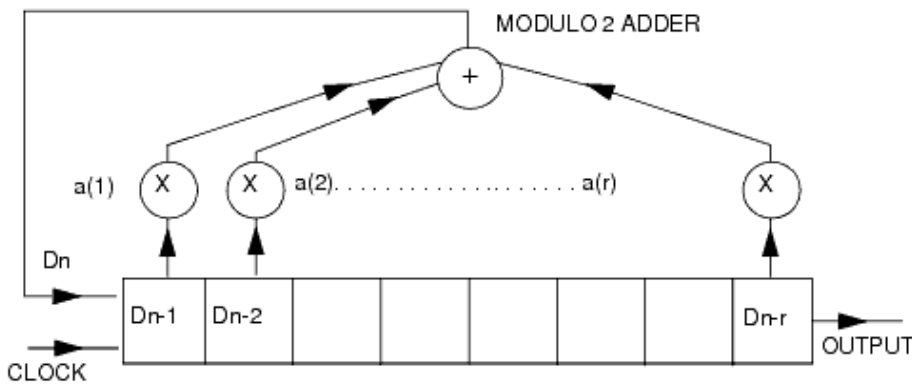 MODULO 2 ADDER
+
X
X
X
a(1)
a(2)...................... a(r)
Dn
Dn-1
Dn-2
Dn-r
CLOCK
OUTPUT